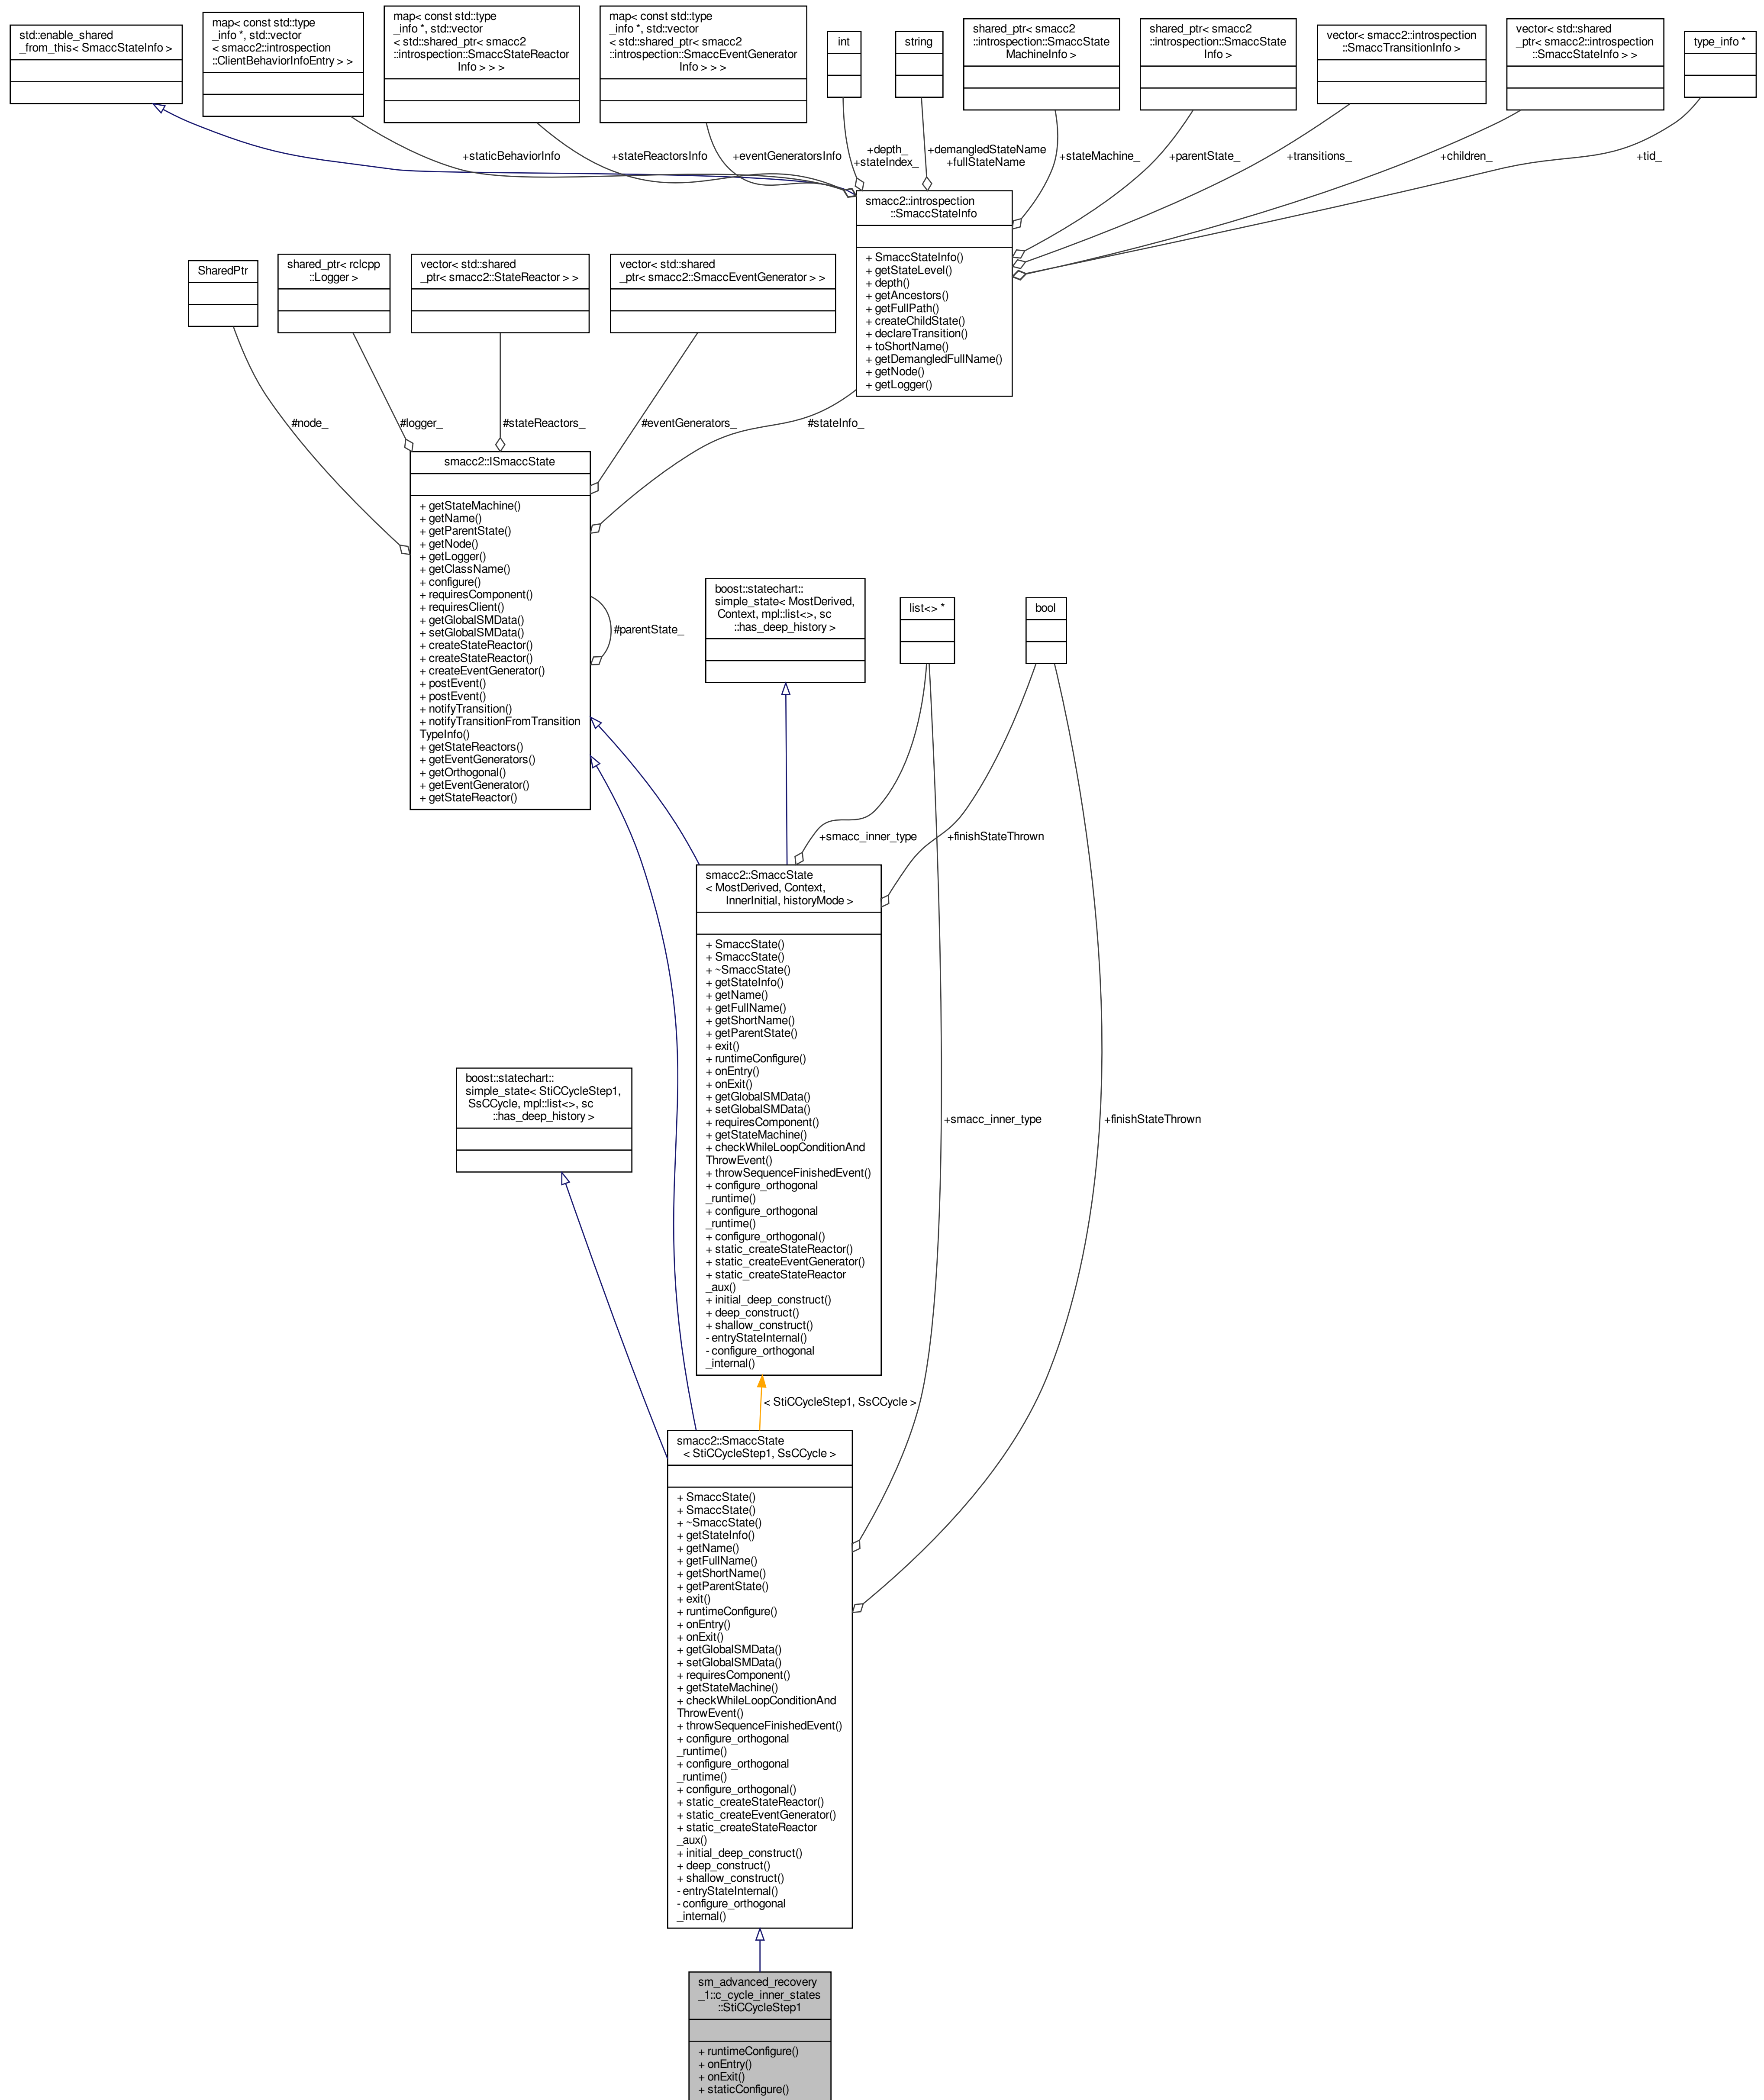 std::enable_shared
_from_this< SmaccStateInfo >
map< const std::type
_info *, std::vector
< smacc2::introspection
::ClientBehaviorInfoEntry > >
map< const std::type
_info *, std::vector
< std::shared_ptr< smacc2
::introspection::SmaccStateReactor
Info > > >
map< const std::type
_info *, std::vector
< std::shared_ptr< smacc2
::introspection::SmaccEventGenerator
Info > > >
int
string
shared_ptr< smacc2
::introspection::SmaccState
MachineInfo >
shared_ptr< smacc2
::introspection::SmaccState
Info >
vector< smacc2::introspection
::SmaccTransitionInfo >
vector< std::shared
_ptr< smacc2::introspection
::SmaccStateInfo > >
type_info *
+staticBehaviorInfo
+stateReactorsInfo
+eventGeneratorsInfo
+depth_
+stateIndex_
+demangledStateName
+fullStateName
+stateMachine_
+parentState_
+transitions_
+children_
+tid_
smacc2::introspection
::SmaccStateInfo
+ SmaccStateInfo()
+ getStateLevel()
+ depth()
+ getAncestors()
+ getFullPath()
+ createChildState()
+ declareTransition()
+ toShortName()
+ getDemangledFullName()
+ getNode()
+ getLogger()
SharedPtr
shared_ptr< rclcpp
::Logger >
vector< std::shared
_ptr< smacc2::StateReactor > >
vector< std::shared
_ptr< smacc2::SmaccEventGenerator > >
#node_
#logger_
#stateReactors_
#eventGenerators_
#stateInfo_
smacc2::ISmaccState
+ getStateMachine()
+ getName()
+ getParentState()
+ getNode()
+ getLogger()
+ getClassName()
+ configure()
+ requiresComponent()
+ requiresClient()
+ getGlobalSMData()
+ setGlobalSMData()
+ createStateReactor()
+ createStateReactor()
+ createEventGenerator()
+ postEvent()
+ postEvent()
+ notifyTransition()
+ notifyTransitionFromTransition
TypeInfo()
+ getStateReactors()
+ getEventGenerators()
+ getOrthogonal()
+ getEventGenerator()
+ getStateReactor()
#parentState_
boost::statechart::
simple_state< MostDerived,
Context, mpl::list<>, sc
::has_deep_history >
list<> *
bool
+smacc_inner_type
+finishStateThrown
smacc2::SmaccState
< MostDerived, Context,
InnerInitial, historyMode >
+ SmaccState()
+ SmaccState()
+ ~SmaccState()
+ getStateInfo()
+ getName()
+ getFullName()
+ getShortName()
+ getParentState()
+ exit()
+ runtimeConfigure()
+ onEntry()
+ onExit()
+ getGlobalSMData()
+ setGlobalSMData()
+ requiresComponent()
+ getStateMachine()
+ checkWhileLoopConditionAnd
ThrowEvent()
+ throwSequenceFinishedEvent()
+ configure_orthogonal
_runtime()
+ configure_orthogonal
_runtime()
+ configure_orthogonal()
+ static_createStateReactor()
+ static_createEventGenerator()
+ static_createStateReactor
_aux()
+ initial_deep_construct()
+ deep_construct()
+ shallow_construct()
- entryStateInternal()
- configure_orthogonal
_internal()
boost::statechart::
simple_state< StiCCycleStep1,
SsCCycle, mpl::list<>, sc
::has_deep_history >
+smacc_inner_type
+finishStateThrown
< StiCCycleStep1, SsCCycle >
smacc2::SmaccState
< StiCCycleStep1, SsCCycle >
+ SmaccState()
+ SmaccState()
+ ~SmaccState()
+ getStateInfo()
+ getName()
+ getFullName()
+ getShortName()
+ getParentState()
+ exit()
+ runtimeConfigure()
+ onEntry()
+ onExit()
+ getGlobalSMData()
+ setGlobalSMData()
+ requiresComponent()
+ getStateMachine()
+ checkWhileLoopConditionAnd
ThrowEvent()
+ throwSequenceFinishedEvent()
+ configure_orthogonal
_runtime()
+ configure_orthogonal
_runtime()
+ configure_orthogonal()
+ static_createStateReactor()
+ static_createEventGenerator()
+ static_createStateReactor
_aux()
+ initial_deep_construct()
+ deep_construct()
+ shallow_construct()
- entryStateInternal()
- configure_orthogonal
_internal()
sm_advanced_recovery
_1::c_cycle_inner_states
::StiCCycleStep1
+ runtimeConfigure()
+ onEntry()
+ onExit()
+ staticConfigure()